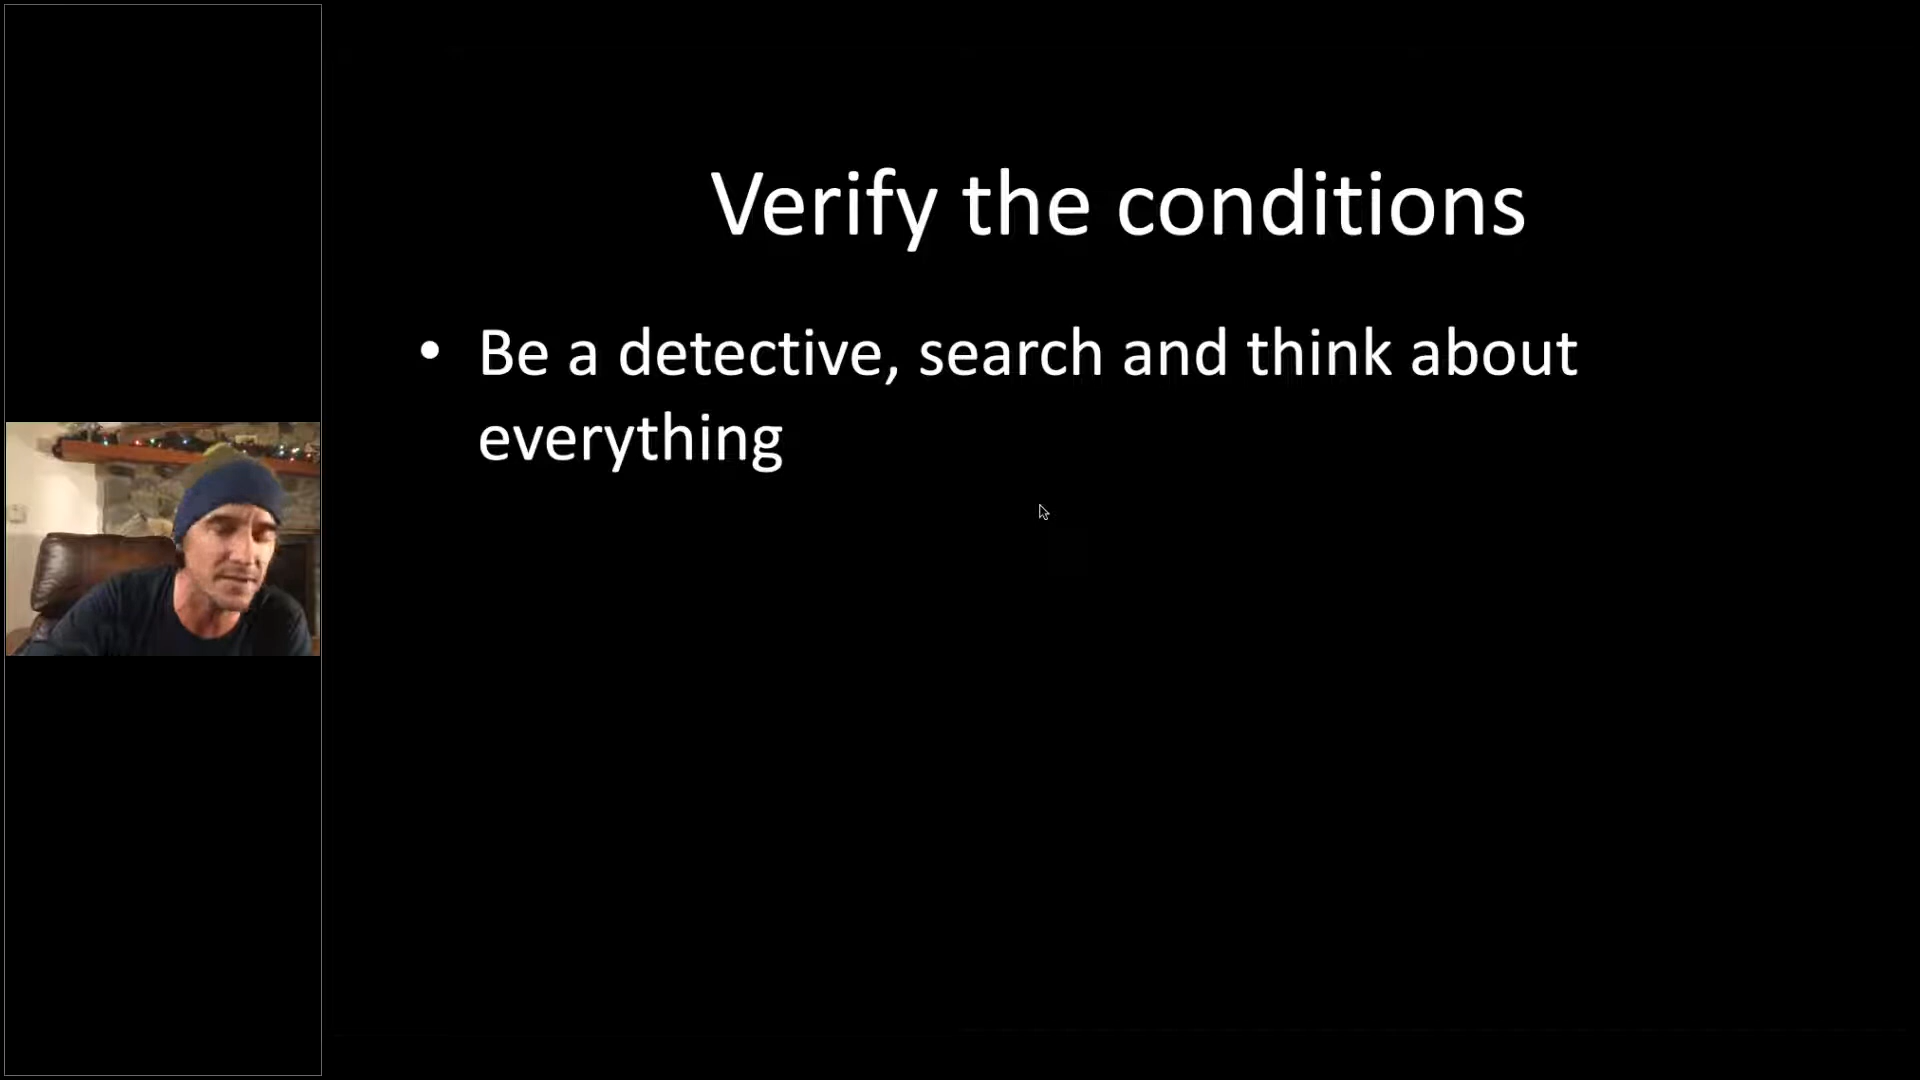 Verify the conditions
• Be a detective, search and think about
everything